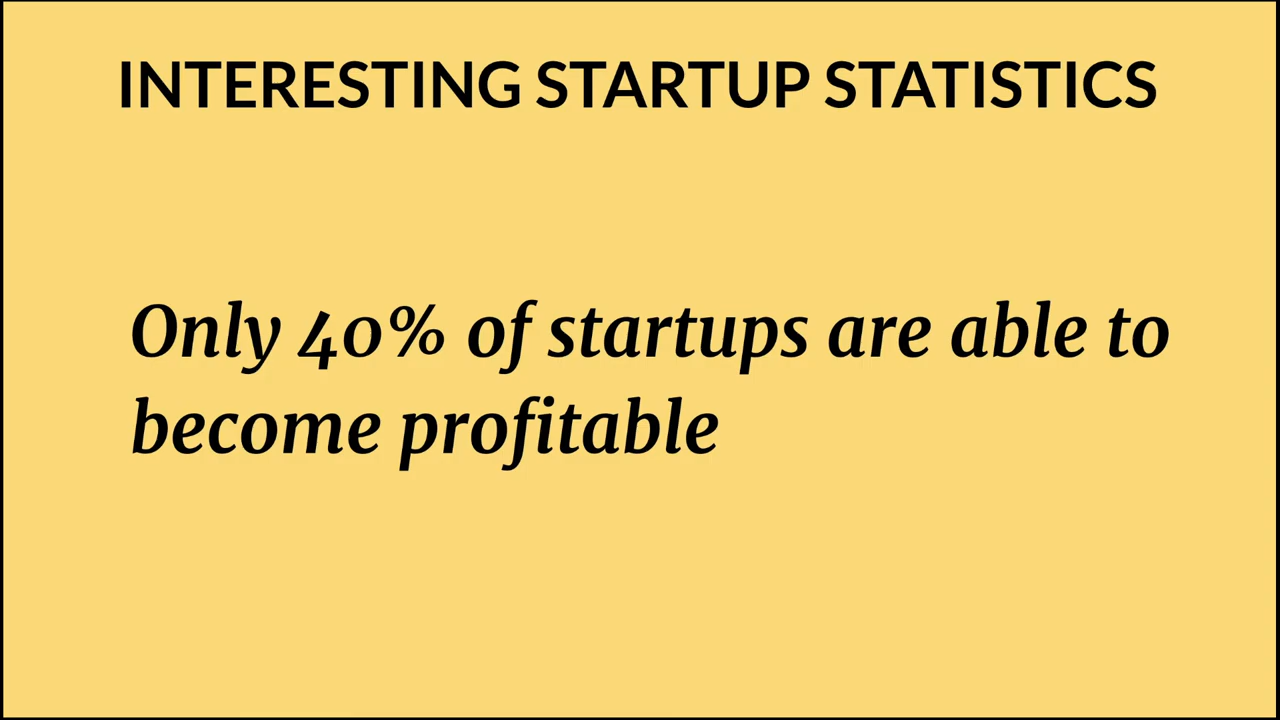 INTERESTING STARTUP STATISTICS
Only 40% of startups are able to
become profitable